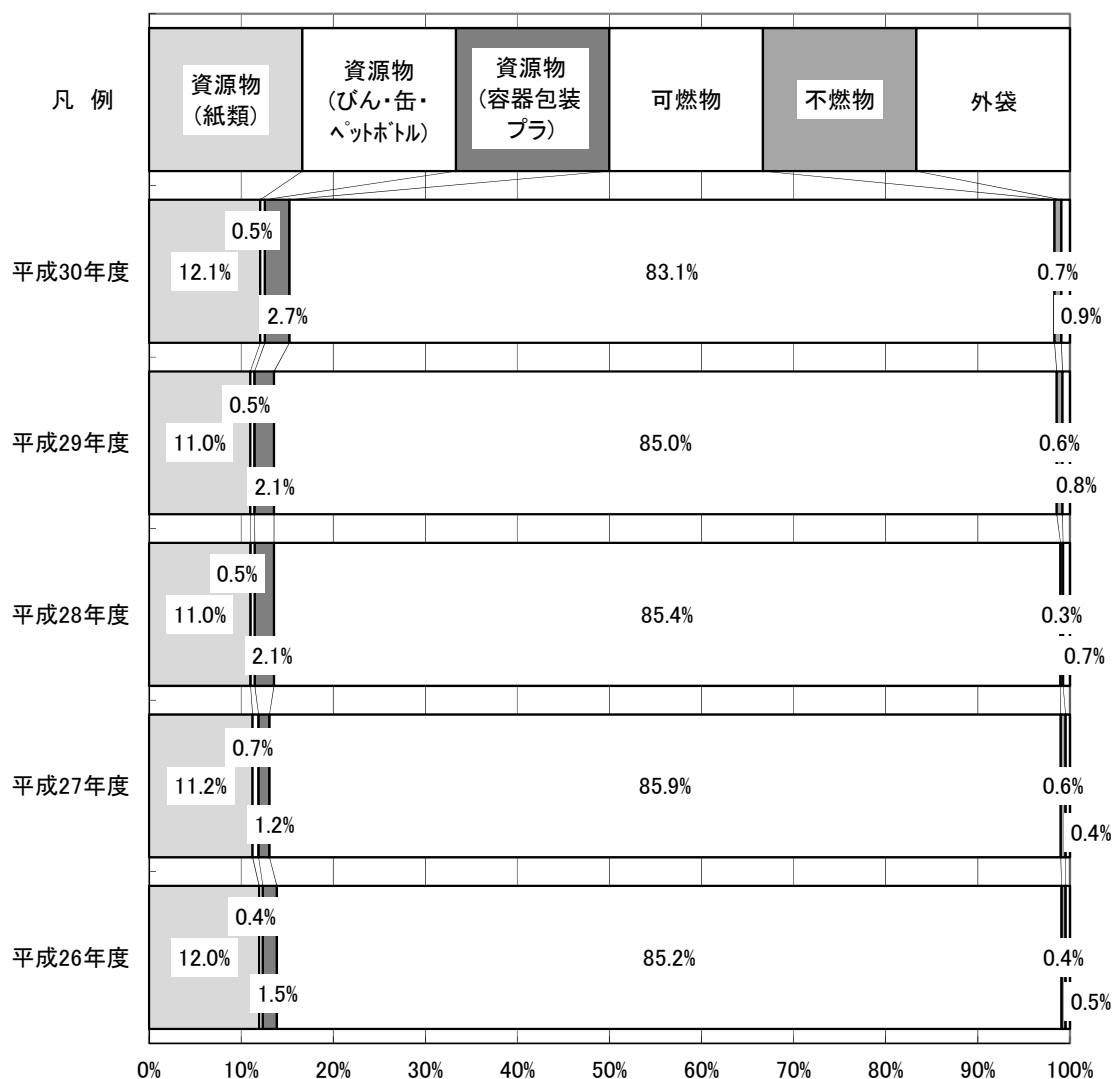 凡 例
資源物
(紙類)
資源物
(びん・缶・
ﾍﾟｯﾄﾎﾞﾄﾙ)
資源物
(容器包装
プラ)
可燃物
不燃物
外袋
平成30年度
12.1%
0.5%
2.7%
83.1%
0.7%
0.9%
平成29年度
11.0%
0.5%
2.1%
85.0%
0.6%
0.8%
平成28年度
11.0%
0.5%
2.1%
85.4%
0.3%
0.7%
平成27年度
11.2%
0.7%
1.2%
85.9%
0.6%
0.4%
平成26年度
12.0%
0.4%
1.5%
85.2%
0.4%
0.5%
0% 10% 20% 30% 40% 50% 60% 70% 80% 90% 100%